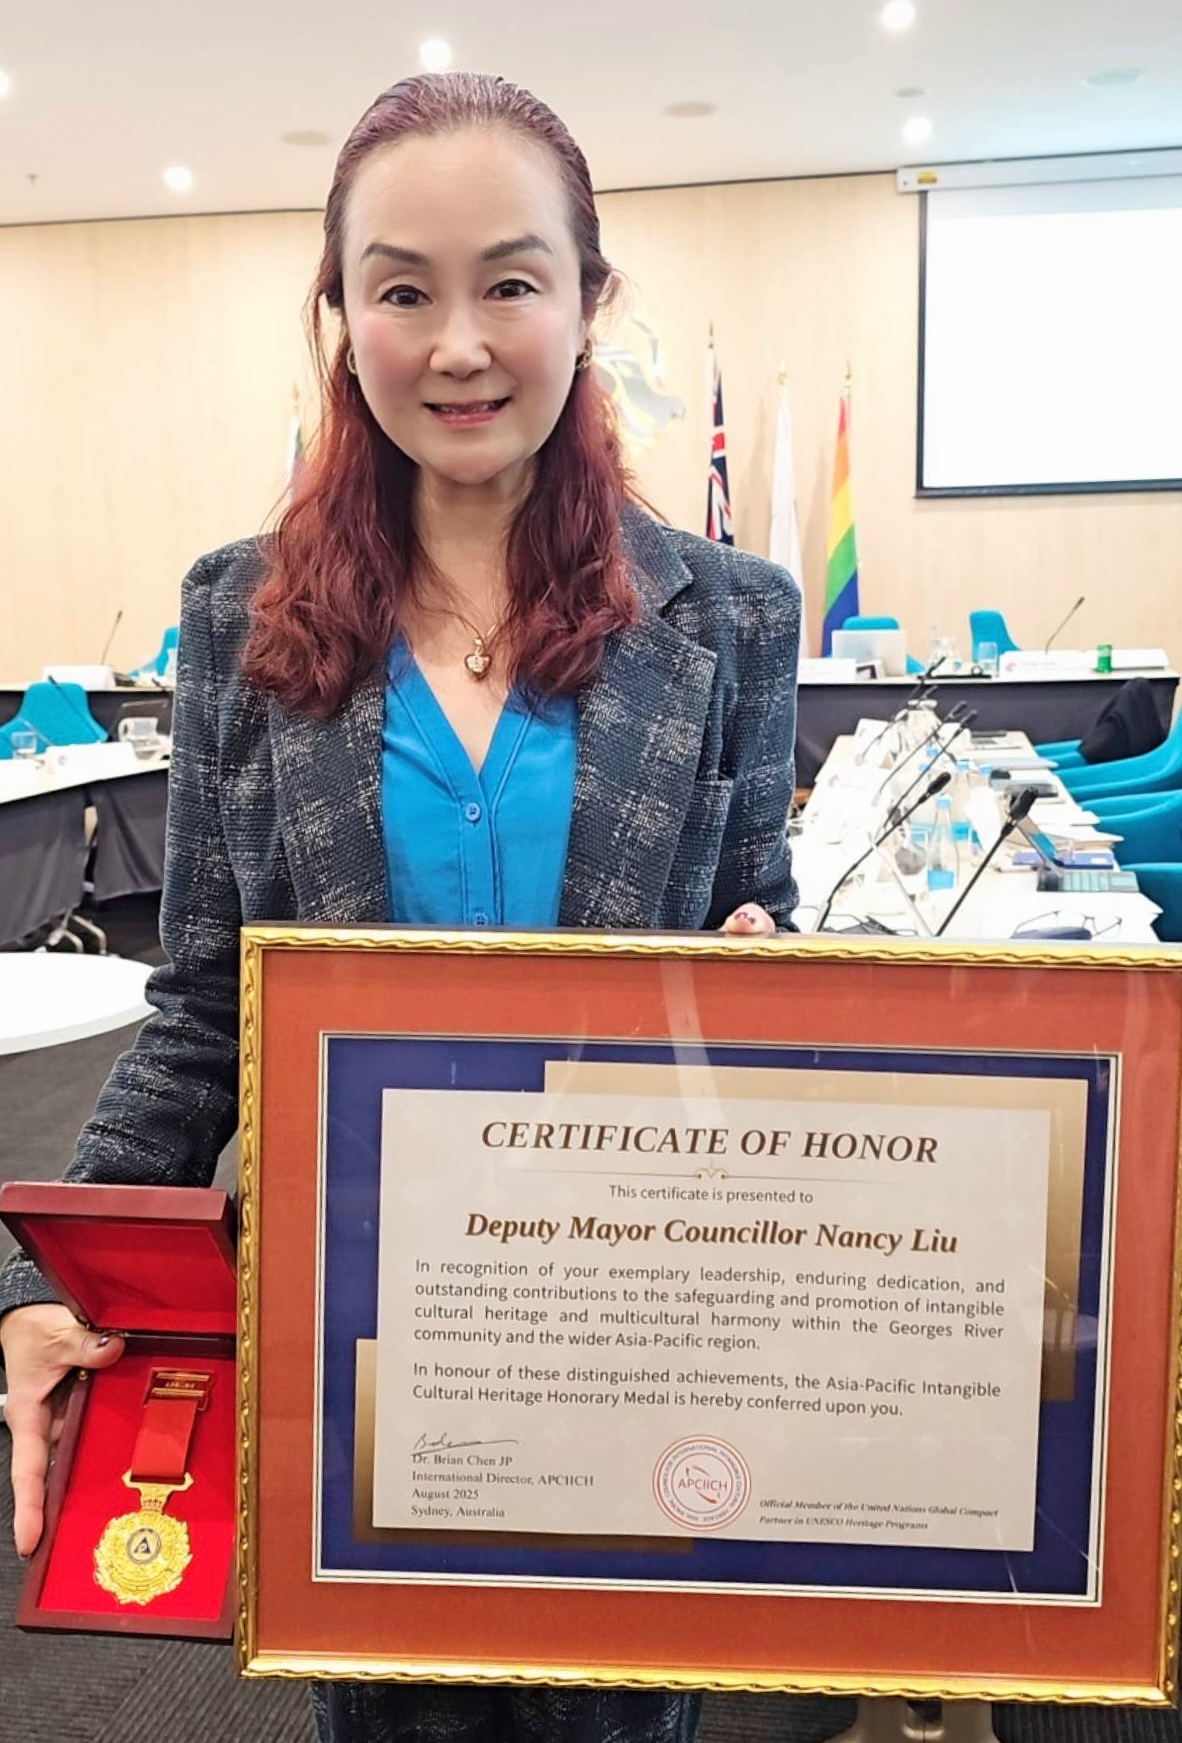 CERTIFICATE OF HONOR
This certificate is presented to
Deputy Mayor Councillor Nancy Liu
In recognition of your exemplary leadership, enduring dedication, and
outstanding contributions to the safeguarding and promotion of intangible
cultural heritage and multicultural harmony within the Georges River
community and the wider Asia-Pacific region.
In honour of these distinguished achievements, the Asia-Pacific Intangible
Cultural Heritage Honorary Medal is hereby conferred upon you.
Dr. Brian Chen JP
International Director, APCIICH
August 2025
Sydney, Australia
APCIICH
Official Member of the United Nations Global Compact
Partner in UNESCO Heritage Programs